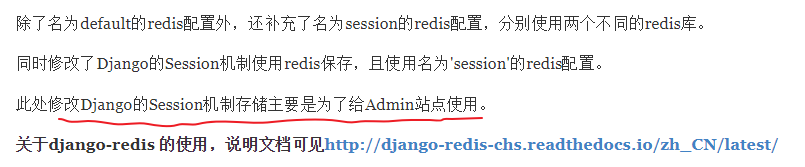 除了名为default的redis配置外，还补充了名为session的redis配置，分别使用两个不同的redis库。
同时修改了Django的Session机制使用redis保存，且使用名为'session'的redis配置。
此处修改Django的Session机制存储主要是为了给Admin站点使用。
关于django-redis 的使用，说明文档可见http://django-redis-chs.readthedocs.io/zh_CN/latest/